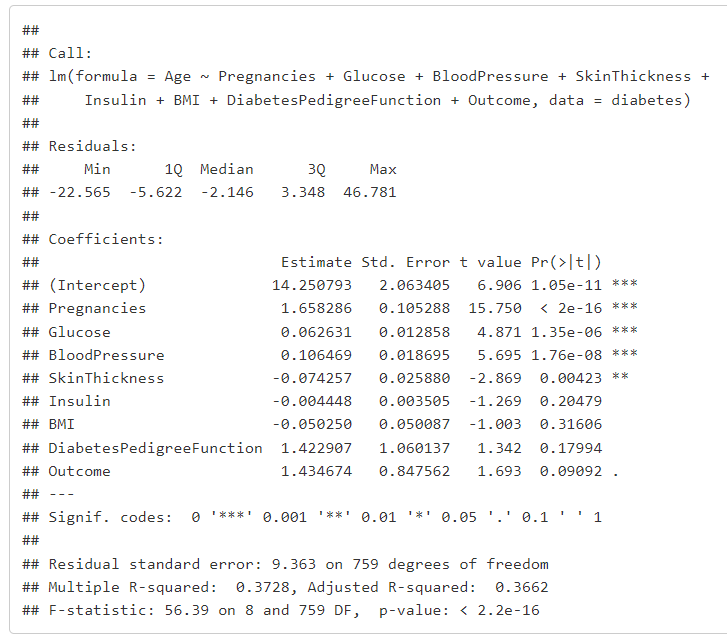 ##
## Call:
## lm(formula = Age ~ Pregnancies + Glucose + BloodPressure + SkinThickness +
##     Insulin + BMI + DiabetesPedigreeFunction + Outcome, data = diabetes)
##
## Residuals:
##     Min      1Q  Median      3Q     Max
## -22.565  -5.622  -2.146   3.348  46.781
##
## Coefficients:
##                           Estimate Std. Error t value Pr(>|t|)
## (Intercept)              14.250793   2.063405   6.906 1.05e-11 ***
## Pregnancies               1.658286   0.105288  15.750  < 2e-16 ***
## Glucose                   0.062631   0.012858   4.871 1.35e-06 ***
## BloodPressure             0.106469   0.018695   5.695 1.76e-08 ***
## SkinThickness            -0.074257   0.025880  -2.869  0.00423 **
## Insulin                  -0.004448   0.003505  -1.269  0.20479
## BMI                      -0.050250   0.050087  -1.003  0.31606
## DiabetesPedigreeFunction  1.422907   1.060137   1.342  0.17994
## Outcome                   1.434674   0.847562   1.693  0.09092 .
## ---
## Signif. codes:  0 '***' 0.001 '**' 0.01 '*' 0.05 '.' 0.1 ' ' 1
##
## Residual standard error: 9.363 on 759 degrees of freedom
## Multiple R-squared:  0.3728, Adjusted R-squared:  0.3662
## F-statistic: 56.39 on 8 and 759 DF,  p-value: < 2.2e-16